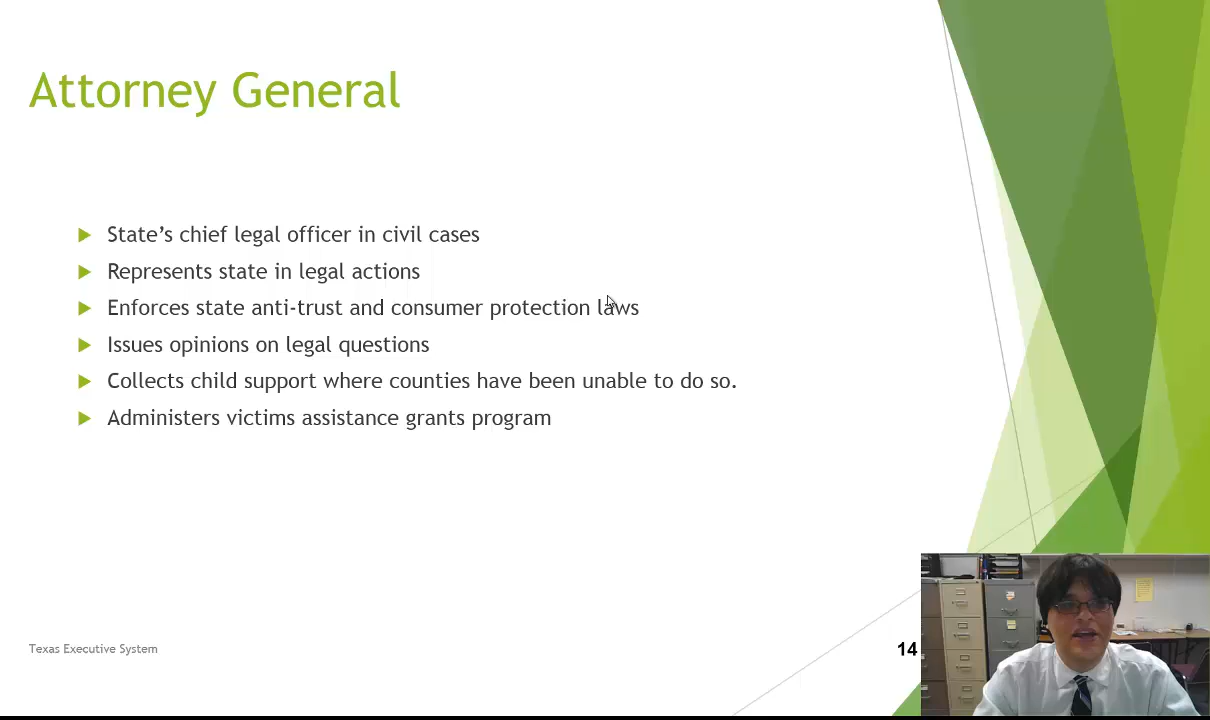 Attorney General
State's chief legal officer in civil cases
Represents state in legal actions
Enforces state anti-trust and consumer protection laws
Issues opinions on legal questions
Collects child support where counties have been unable to do so.
Administers victims assistance grants program
Texas Executive System
14